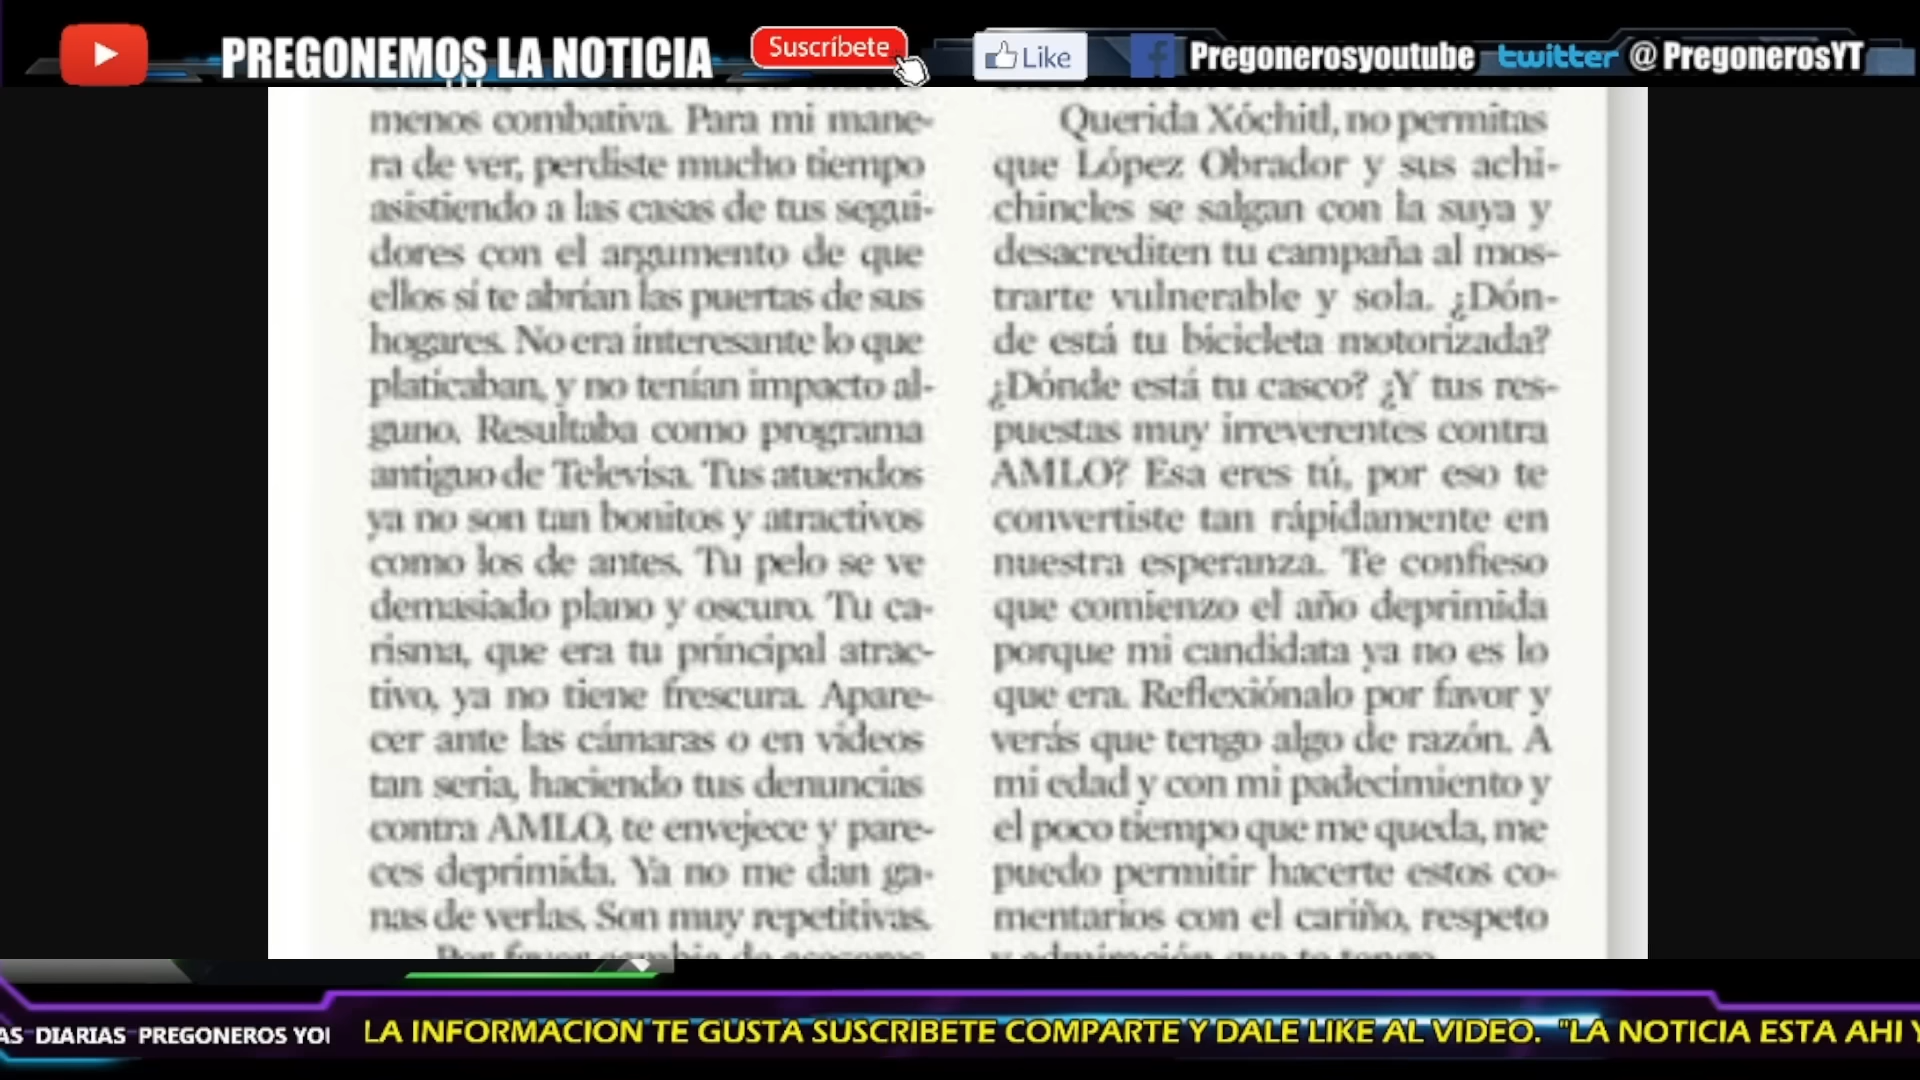 PREGONEMOS LA NOTICIA
Suscríbete
Like
Pregonerosyoutube
twitter @ PregonerosYT
menos combativa. Para mi mane-
ra de ver, perdiste mucho tiempo
asistiendo a las casas de tus segui-
dores con el argumento de que
ellos sí te abrían las puertas de sus
hogares. No era interesante lo que
platicaban, y no tenían impacto al-
guno. Resultaba como programa
antiguo de Televisa. Tus atuendos
ya no son tan bonitos y atractivos
como los de antes. Tu pelo se ve
demasiado plano y oscuro. Tu ca-
risma, que era tu principal atrac-
tivo, ya no tiene frescura. Apare-
cer ante las cámaras o en videos
tan seria, haciendo tus denuncias
contra AMLO, te envejece y pare-
ces deprimida. Ya no me dan ga-
nas de verlas. Son muy repetitivas.
Por favor cambia de asesores
Querida Xóchitl, no permitas
que López Obrador y sus achi-
chincles se salgan con la suya y
desacrediten tu campaña al mos-
trarte vulnerable y sola. ¿Dón-
de está tu bicicleta motorizada?
¿Dónde está tu casco? ¿Y tus res-
puestas muy irreverentes contra
AMLO? Esa eres tú, por eso te
convertiste tan rápidamente en
nuestra esperanza. Te confieso
que comienzo el año deprimida
porque mi candidata ya no es lo
que era. Reflexiónalo por favor y
verás que tengo algo de razón. A
mi edad y con mi padecimiento y
el poco tiempo que me queda, me
puedo permitir hacerte estos co-
mentarios con el cariño, respeto
y admiración que te tengo.
AS DIARIAS PREGONEROS YO
LA INFORMACION TE GUSTA SUSCRIBETE COMPARTE Y DALE LIKE AL VIDEO. "LA NOTICIA ESTA AHI Y